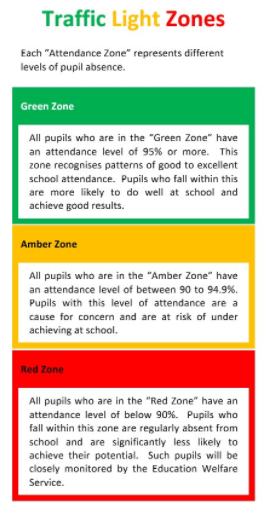 Traffic Light Zones
Each “Attendance Zone” represents different
levels of pupil absence.
Green Zone
All pupils who are in the “Green Zone” have
an attendance level of 95% or more. This
zone recognises patterns of good to excellent
school attendance. Pupils who fall within this
are more likely to do well at school and
achieve good results.
Amber Zone
All pupils who are in the “Amber Zone” have
an attendance level of between 90 to 94.9%.
Pupils with this level of attendance are a
cause for concern and are at risk of under
achieving at school.
Red Zone
All pupils who are in the “Red Zone” have an
attendance level of below 90%. Pupils who
fall within this zone are regularly absent from
school and are significantly less likely to
achieve their potential. Such pupils will be
closely monitored by the Education Welfare
Service.